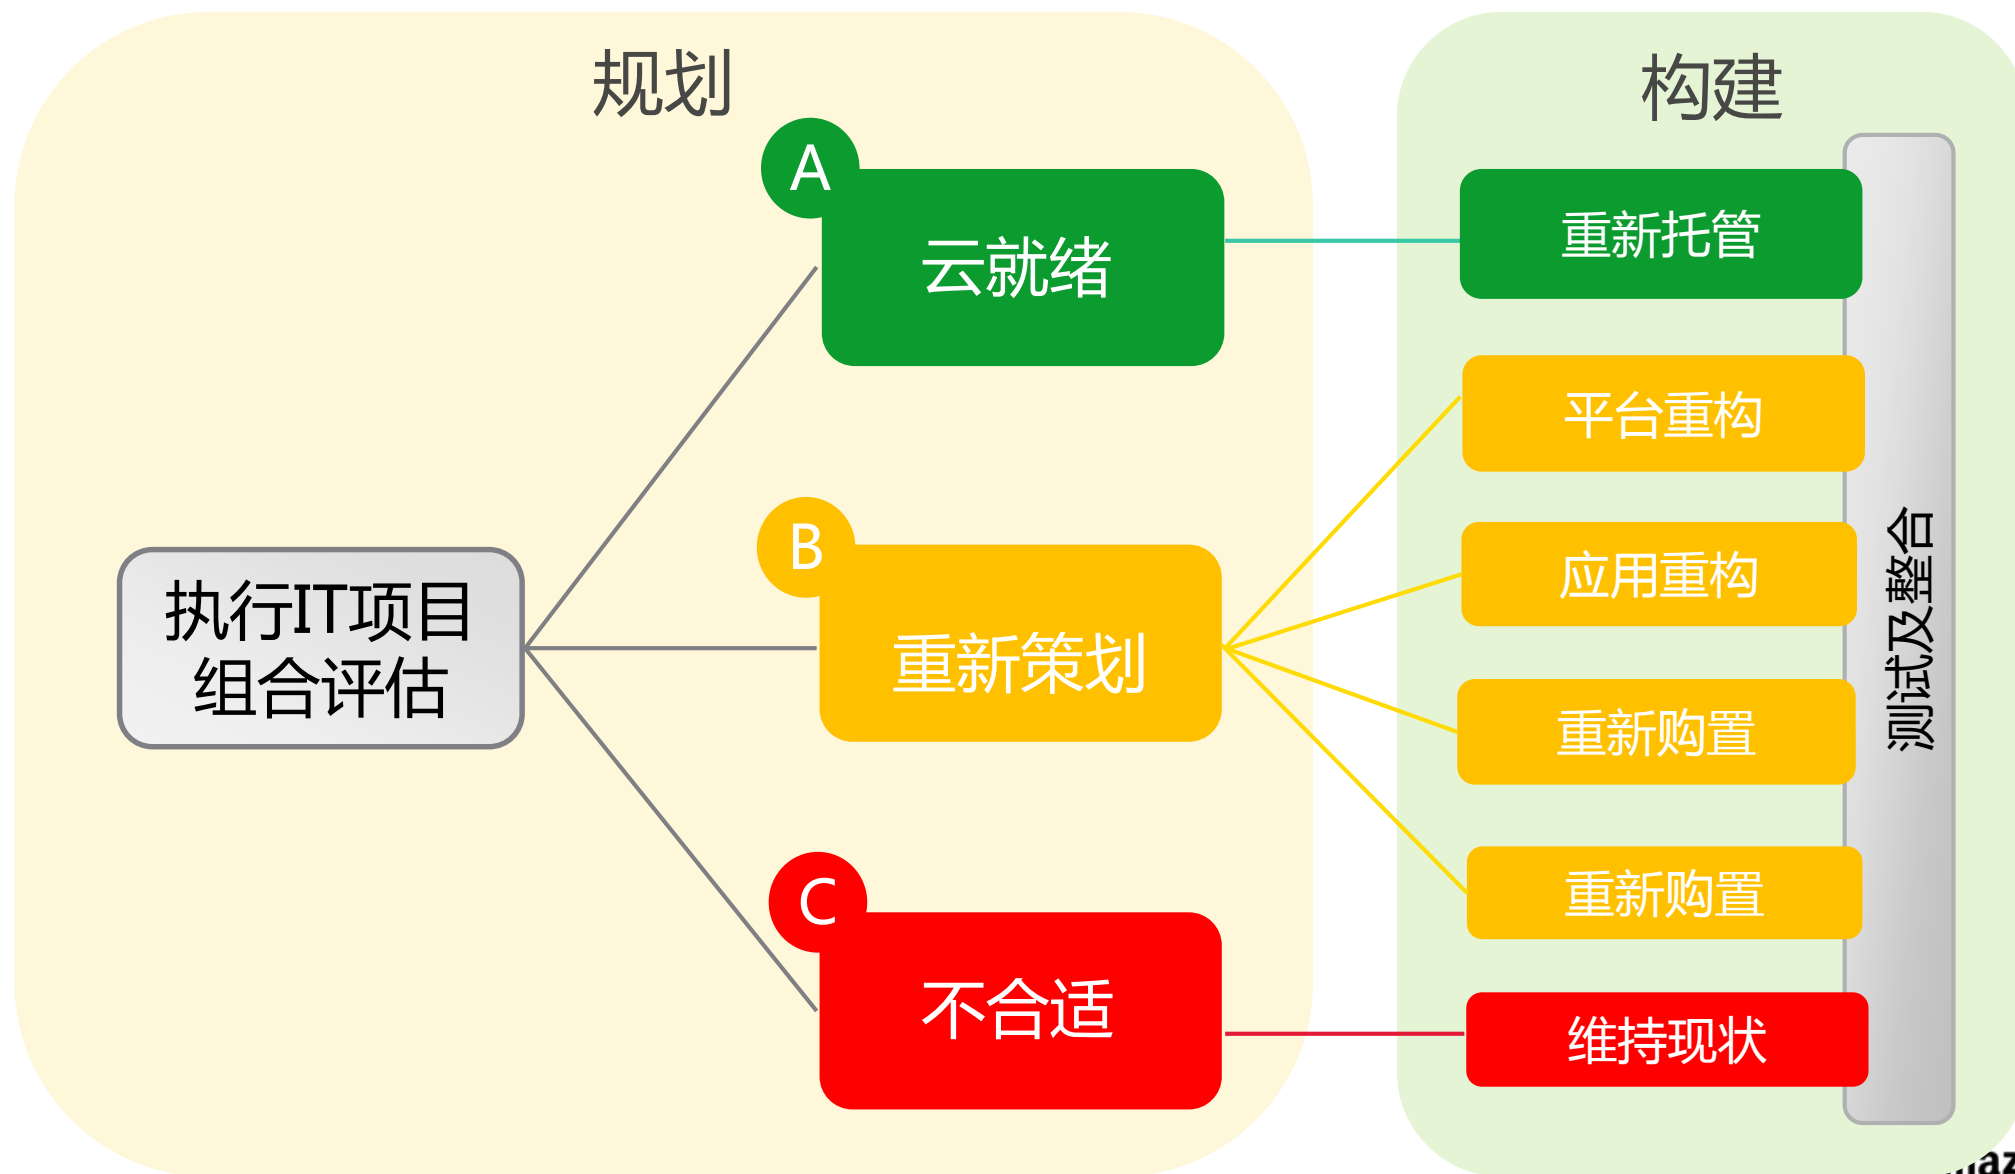 规划
构建
A
云就绪
重新托管
平台重构
B
重新策划
应用重构
执行IT项目
组合评估
重新购置
重新购置
C
不合适
维持现状
测试及整合